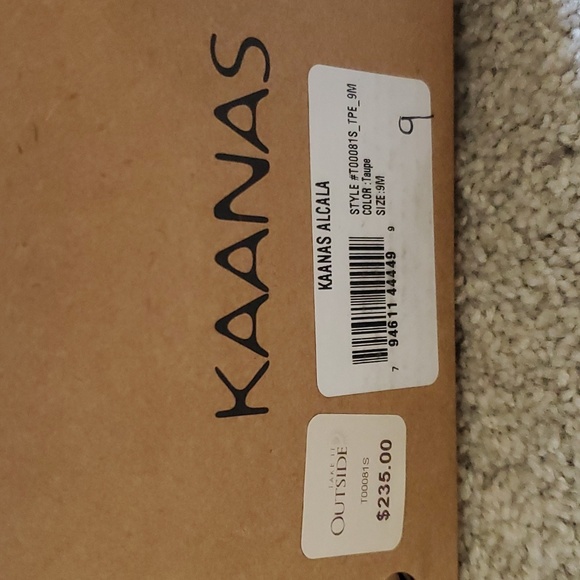 KAANAS
KAANAS ALCALA
STYLE #T00081S_TPE_9M
COLOR :Taupe
SIZE:9M
7 94611 44449 9
9
TAKE IT
OUTSIDE
T00081S
$235.00